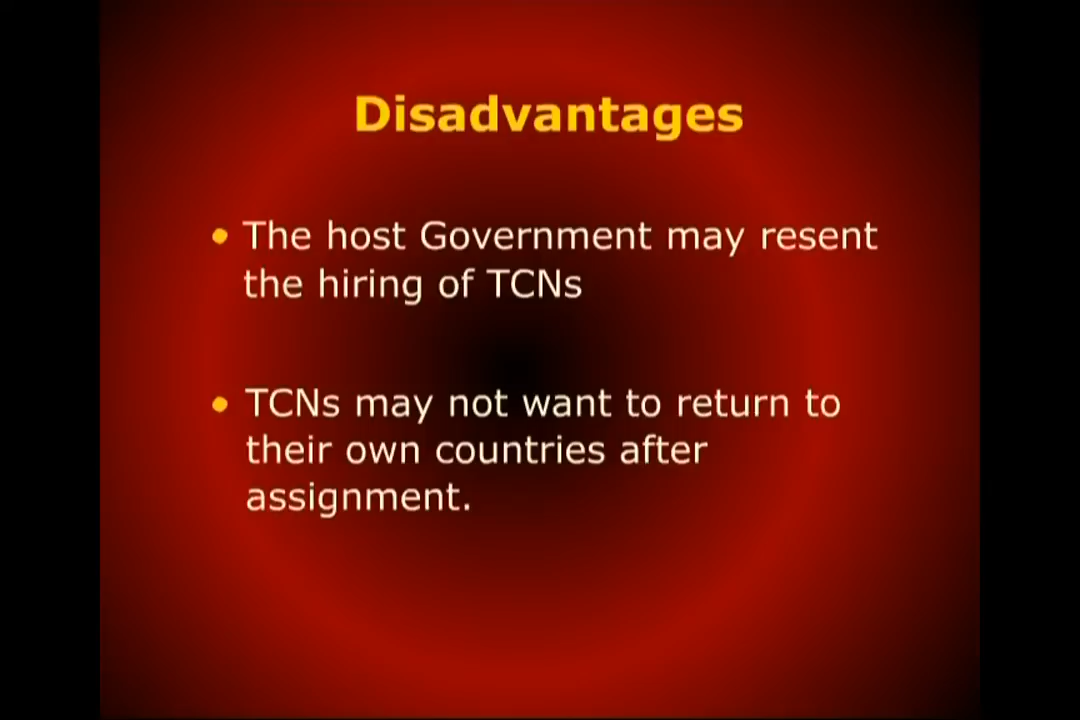 Disadvantages
• The host Government may resent
the hiring of TCNs
• TCNs may not want to return to
their own countries after
assignment.